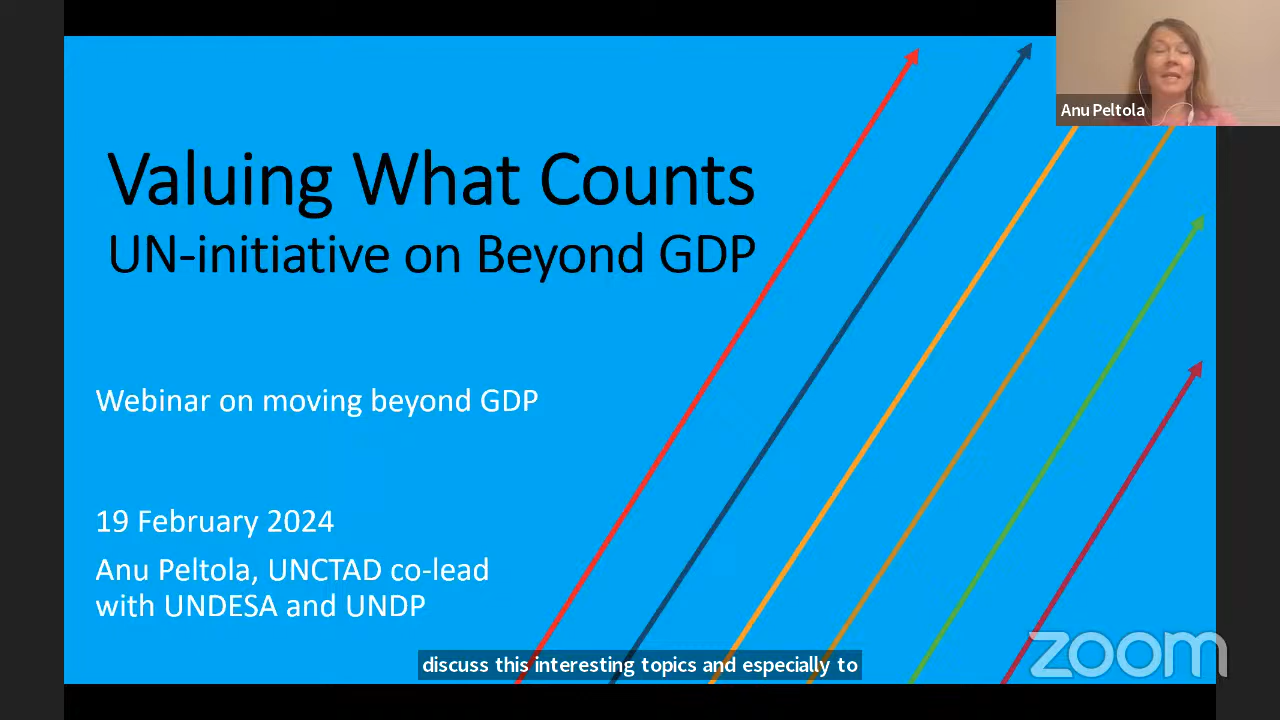 Anu Peltola
Valuing What Counts
UN-initiative on Beyond GDP
Webinar on moving beyond GDP
19 February 2024
Anu Peltola, UNCTAD co-lead
with UNDESA and UNDP
discuss this interesting topics and especially to
zoom